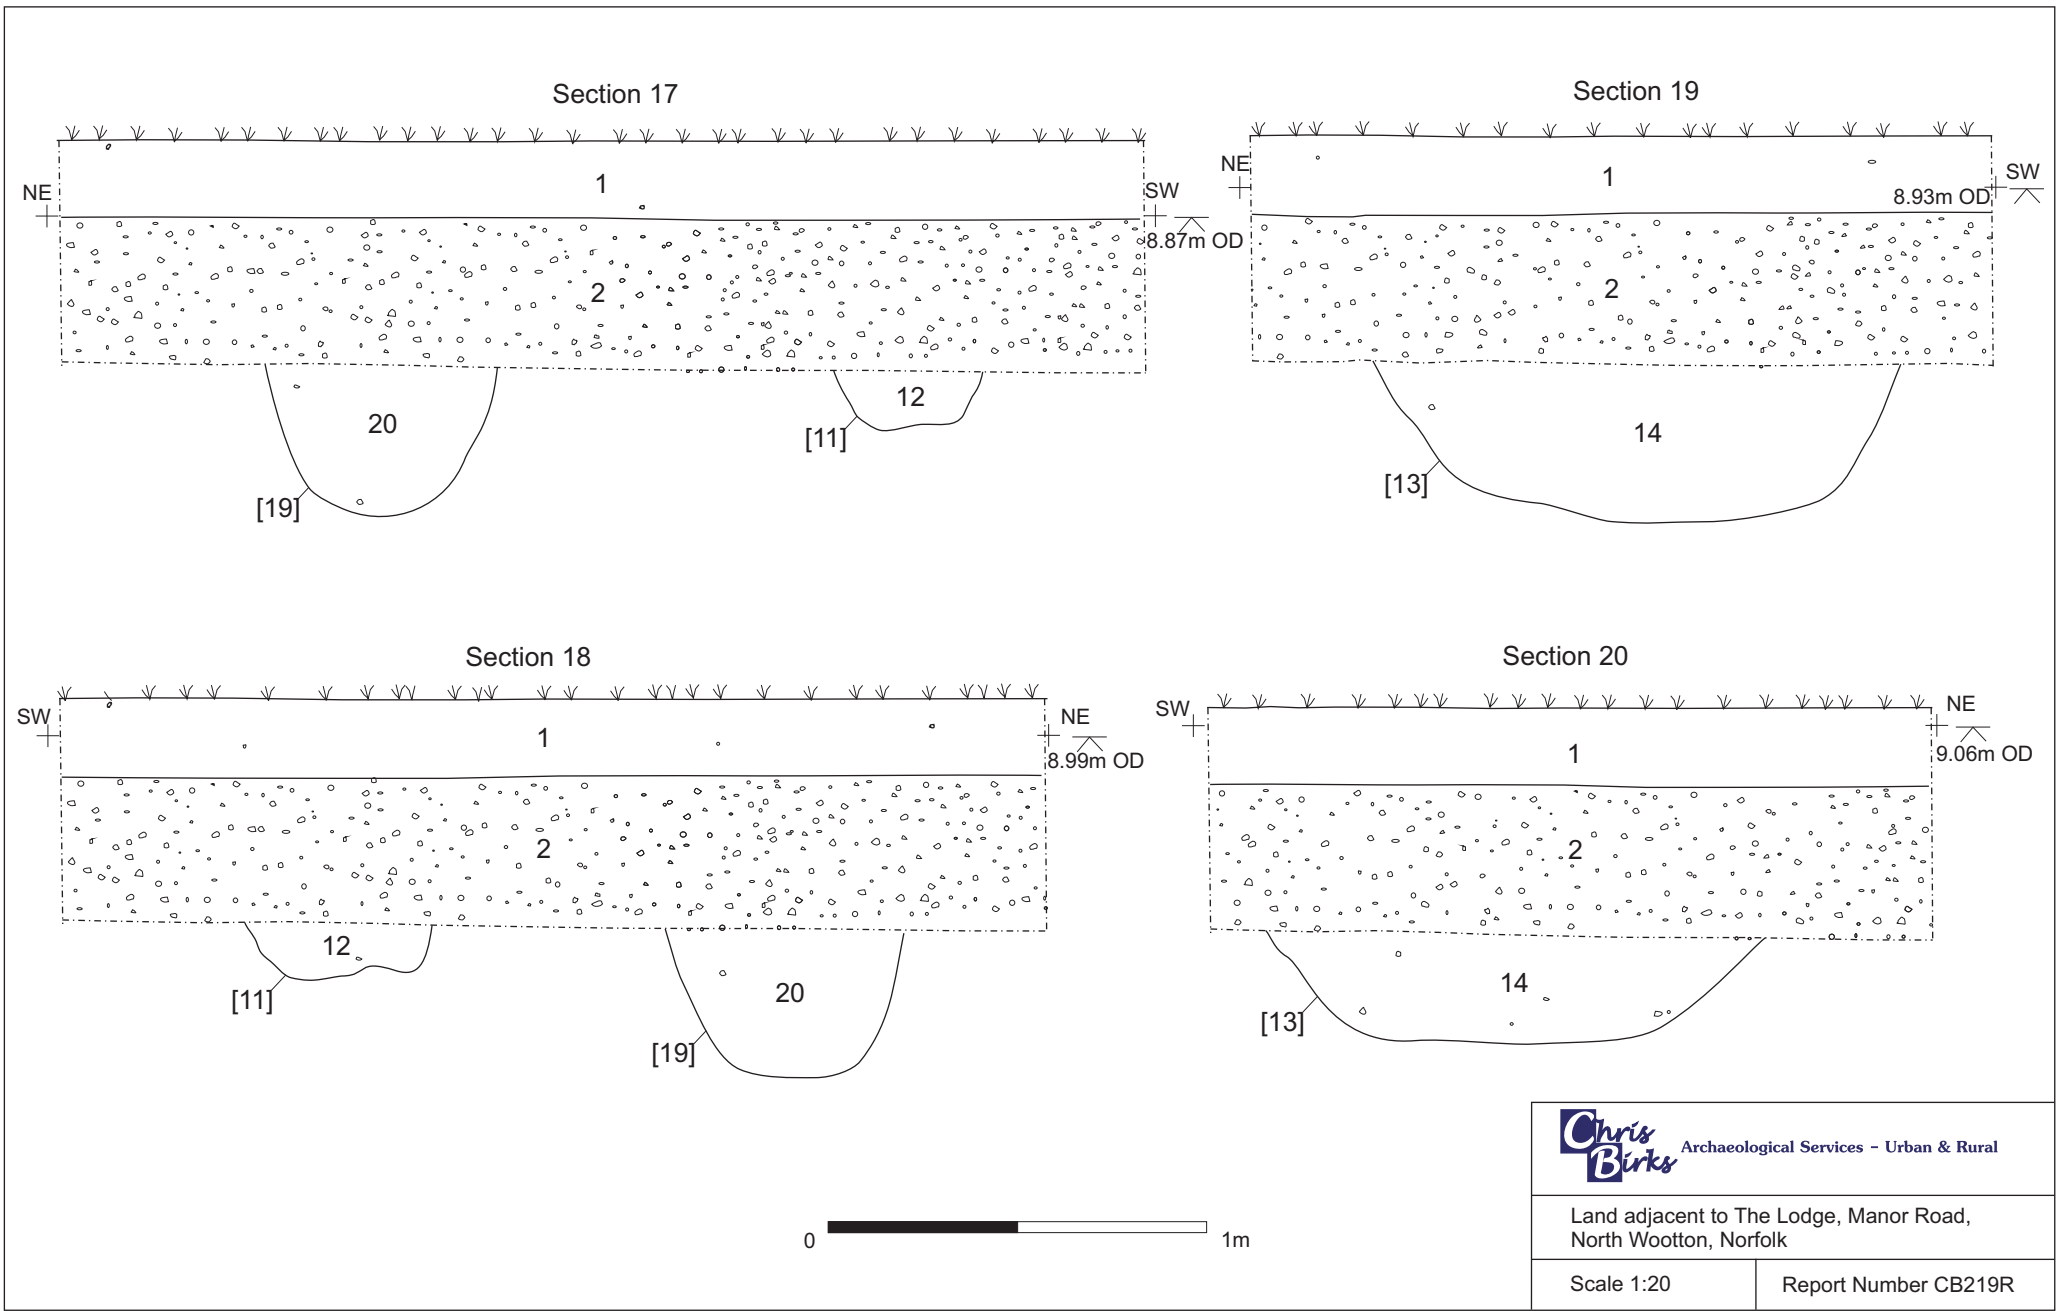 Section 17
NE
1
SW
8.87m OD
2
20
12
[19]
[11]
Section 19
NE
1
SW
8.93m OD
2
14
[13]
Section 18
SW
1
NE
8.99m OD
2
12
20
[11]
[19]
Section 20
SW
1
NE
9.06m OD
2
14
[13]
0
1m
Chris
Birks
Archaeological Services - Urban & Rural
Land adjacent to The Lodge, Manor Road,
North Wootton, Norfolk
Scale 1:20
Report Number CB219R